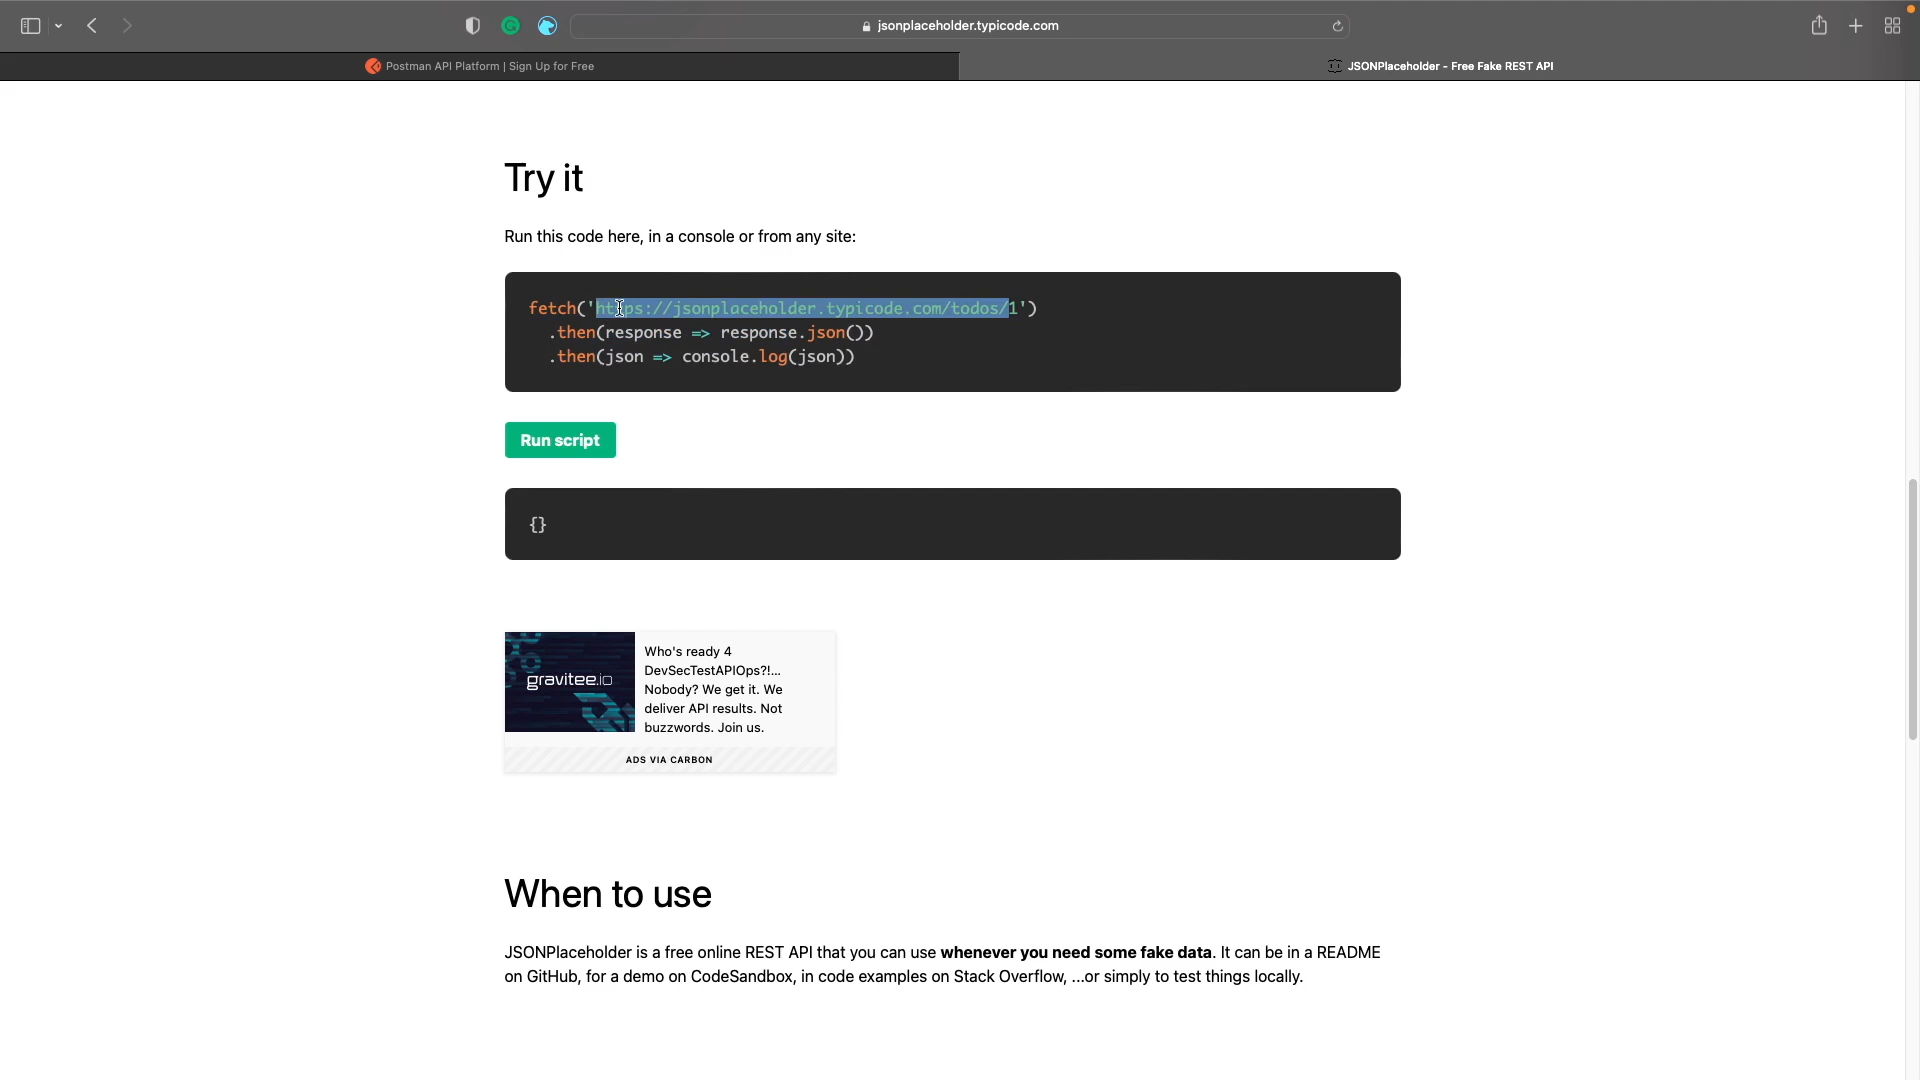 jsonplaceholder.typicode.com
Postman API Platform | Sign Up for Free
JSONPlaceholder - Free Fake REST API
Try it
Run this code here, in a console or from any site:
fetch('https://jsonplaceholder.typicode.com/todos/1')
.then(response => response.json())
.then(json => console.log(json))
Run script
{}
gravitee.io
Who's ready 4
DevSecTestAPIOps?!...
Nobody? We get it. We
deliver API results. Not
buzzwords. Join us.
ADS VIA CARBON
When to use
JSONPlaceholder is a free online REST API that you can use whenever you need some fake data. It can be in a README
on GitHub, for a demo on CodeSandbox, in code examples on Stack Overflow, ...or simply to test things locally.